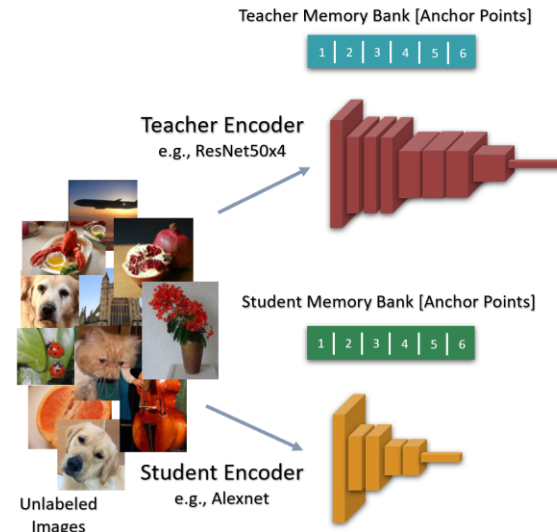 Teacher Memory Bank [Anchor Points]
1 2 3 4 5 6
Teacher Encoder
e.g., ResNet50x4
Student Memory Bank [Anchor Points]
1 2 3 4 5 6
Student Encoder
e.g., Alexnet
Unlabeled
Images